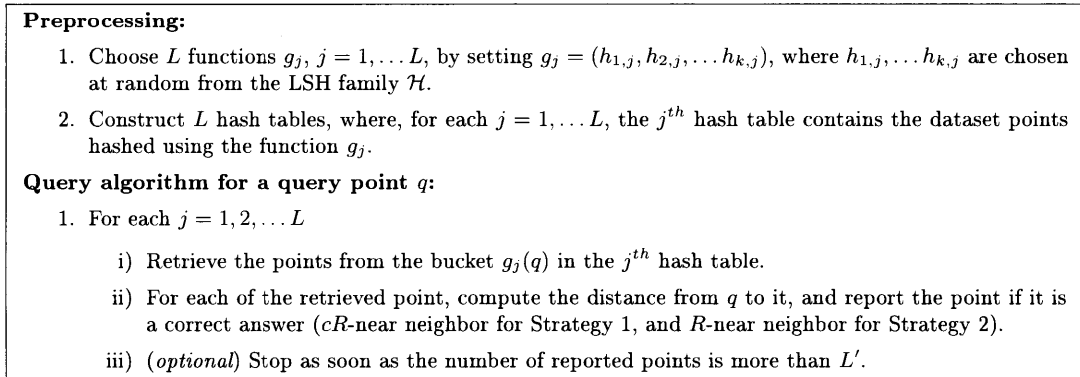 Preprocessing:
1. Choose L functions g_j, j = 1, . . . L, by setting g_j = (h_{1,j}, h_{2,j}, . . . h_{k,j}), where h_{1,j}, . . . h_{k,j} are chosen
at random from the LSH family ℋ.
2. Construct L hash tables, where, for each j = 1, . . . L, the j^{th} hash table contains the dataset points
hashed using the function g_j.
Query algorithm for a query point q:
1. For each j = 1, 2, . . . L
i) Retrieve the points from the bucket g_j(q) in the j^{th} hash table.
ii) For each of the retrieved point, compute the distance from q to it, and report the point if it is
a correct answer (cR-near neighbor for Strategy 1, and R-near neighbor for Strategy 2).
iii) (optional) Stop as soon as the number of reported points is more than L′.